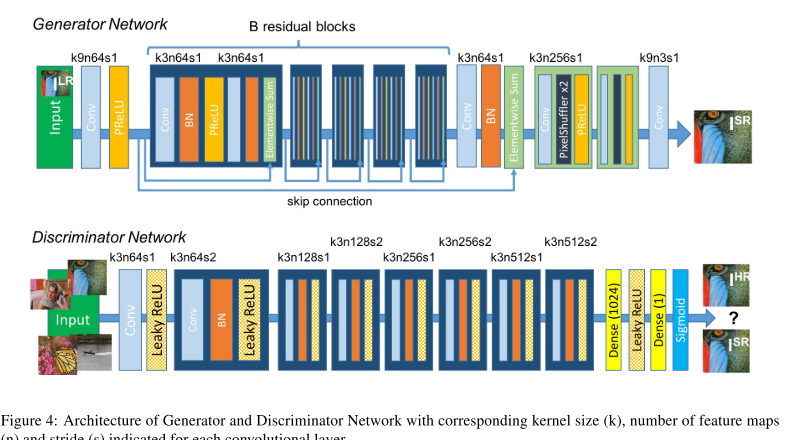 Generator Network
B residual blocks
k9n64s1
k3n64s1
k3n64s1
k3n64s1
k3n256s1
k9n3s1
Input
I LR
Conv
PReLU
Conv
BN
PReLU
Elementwise Sum
Conv
BN
Elementwise Sum
Conv
PixelShuffler x2
PReLU
Conv
I SR
skip connection
Discriminator Network
k3n64s1
k3n64s2
k3n128s1
k3n128s2
k3n256s1
k3n256s2
k3n512s1
k3n512s2
Input
Conv
Leaky ReLU
Conv
BN
Leaky ReLU
Dense (1024)
Leaky ReLU
Dense (1)
Sigmoid
I HR
?
I SR
Figure 4: Architecture of Generator and Discriminator Network with corresponding kernel size (k), number of feature maps
(n) and stride (s) indicated for each convolutional layer.